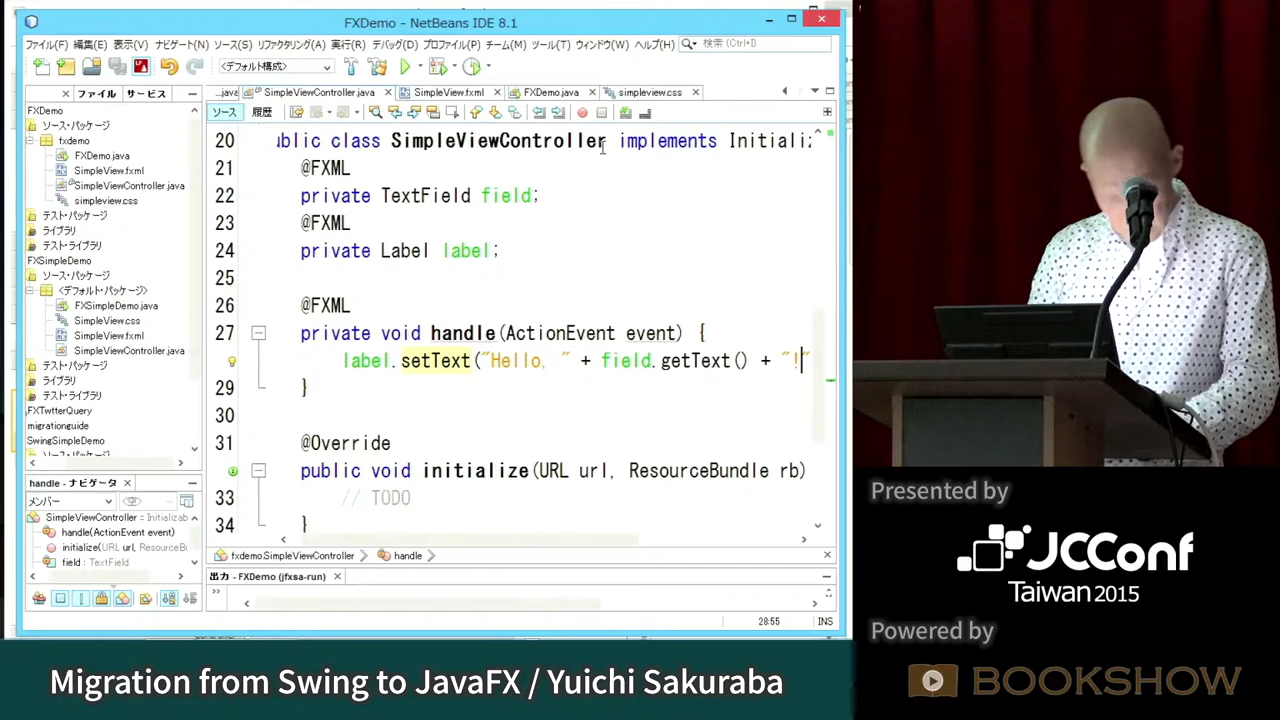 FXDemo - NetBeans IDE 8.1
ファイル(F) 編集(E) 表示(V) ナビゲート(N) ソース(S) リファクタリング(A) 実行(R) デバッグ(D) プロファイル(P) チーム(M) ツール(T) ウィンドウ(W) ヘルプ(H) 検索 (Ctrl+I)
<デフォルト構成>
ファイル サービス
...java SimpleViewController.java SimpleView.fxml FXDemo.java simpleview.css
ソース 履歴
FXDemo
ソース・パッケージ
fxdemo
FXDemo.java
SimpleView.fxml
SimpleViewController.java
simpleview.css
テスト・パッケージ
ライブラリ
テスト・ライブラリ
FXSimpleDemo
ソース・パッケージ
<デフォルト・パッケージ>
FXSimpleDemo.java
SimpleView.css
SimpleView.fxml
SimpleViewController.java
テスト・パッケージ
ライブラリ
テスト・ライブラリ
FXTwtterQuery
migrationguide
SwingSimpleDemo
20 ublic class SimpleViewController implements Initializ
21 @FXML
22 private TextField field;
23 @FXML
24 private Label label;
25
26 @FXML
27 private void handle(ActionEvent event) {
label.setText("Hello, " + field.getText() + "!"
29 }
30
31 @Override
public void initialize(URL url, ResourceBundle rb)
33 // TODO
34 }
handle - ナビゲータ
メンバー
SimpleViewController :: Initializab
handle(ActionEvent event)
initialize(URL url, ResourceBu
field : TextField
fxdemo.SimpleViewController handle
出力 - FXDemo (jfxsa-run)
28:55 INS
Presented by
JCConf
Taiwan 2015
Powered by
BOOKSHOW
Migration from Swing to JavaFX / Yuichi Sakuraba